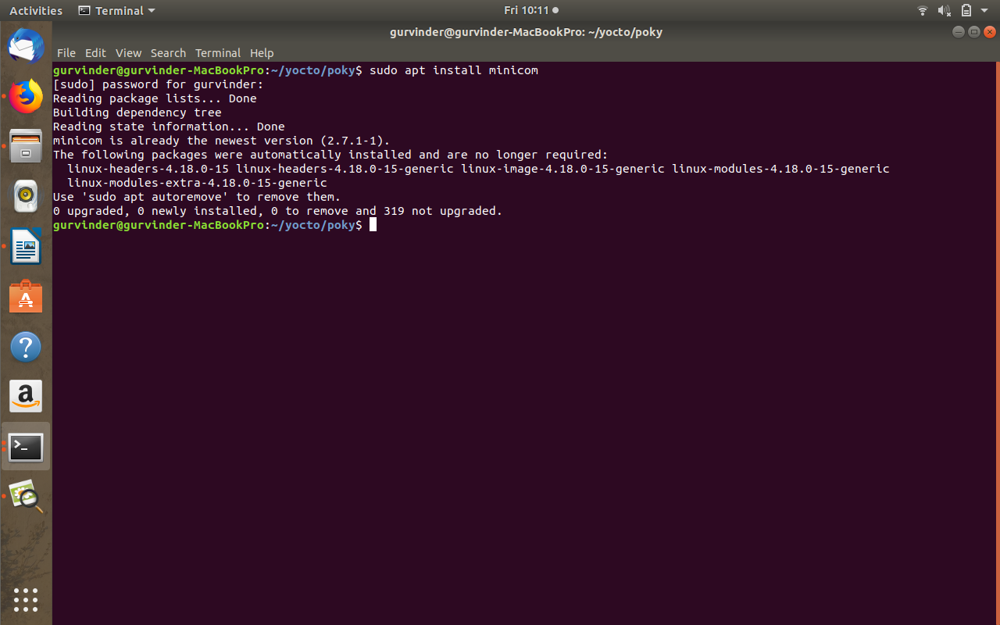 Activities Terminal Fri 10:11
gurvinder@gurvinder-MacBookPro: ~/yocto/poky
File Edit View Search Terminal Help
gurvinder@gurvinder-MacBookPro:~/yocto/poky$ sudo apt install minicom
[sudo] password for gurvinder:
Reading package lists... Done
Building dependency tree
Reading state information... Done
minicom is already the newest version (2.7.1-1).
The following packages were automatically installed and are no longer required:
  linux-headers-4.18.0-15 linux-headers-4.18.0-15-generic linux-image-4.18.0-15-generic linux-modules-4.18.0-15-generic
  linux-modules-extra-4.18.0-15-generic
Use 'sudo apt autoremove' to remove them.
0 upgraded, 0 newly installed, 0 to remove and 319 not upgraded.
gurvinder@gurvinder-MacBookPro:~/yocto/poky$